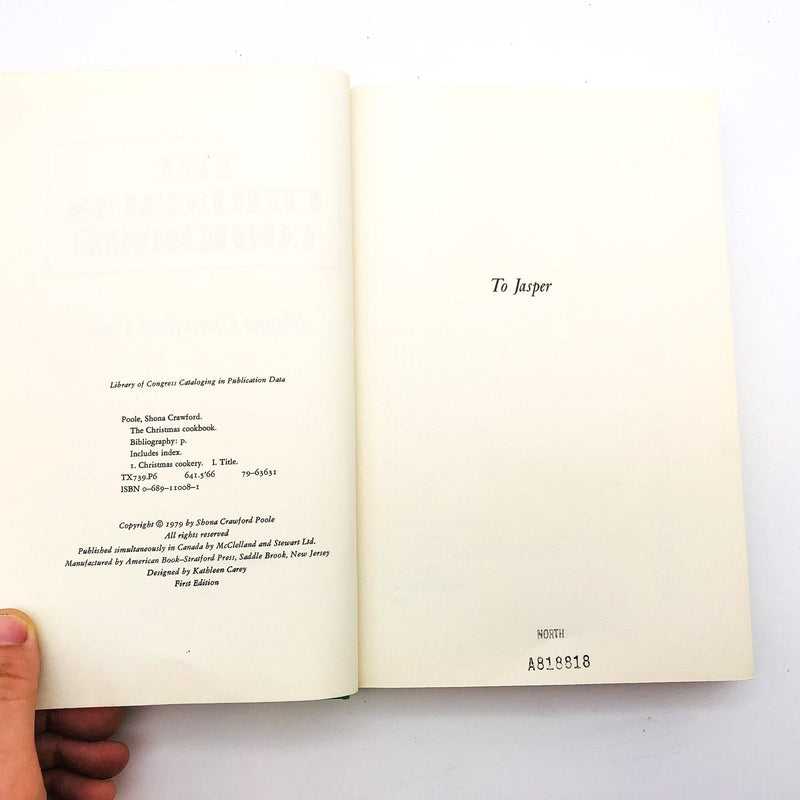 Library of Congress Cataloging in Publication Data
Poole, Shona Crawford.
The Christmas cookbook.
Bibliography: p.
Includes index.
1. Christmas cookery. I. Title.
TX739.P6 641.5'66 79-63631
ISBN 0-689-11008-1
Copyright © 1979 by Shona Crawford Poole
All rights reserved
Published simultaneously in Canada by McClelland and Stewart Ltd.
Manufactured by American Book–Stratford Press, Saddle Brook, New Jersey
Designed by Kathleen Carey
First Edition
To Jasper
NORTH
A818818